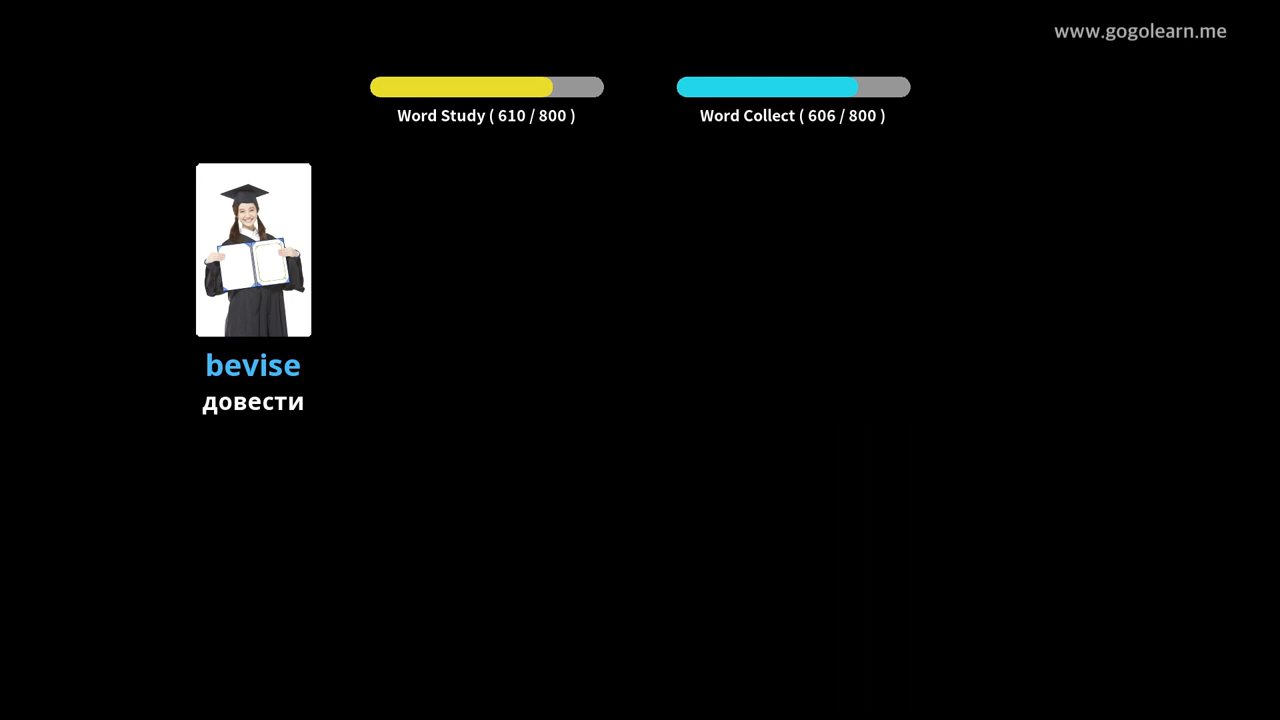 www.gogolearn.me
Word Study ( 610 / 800 )
Word Collect ( 606 / 800 )
bevise
довести